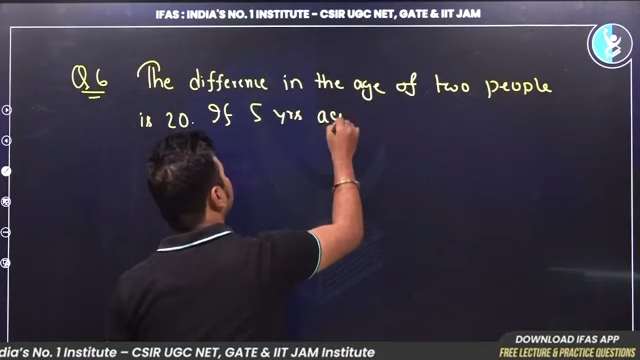 IFAS : INDIA'S NO. 1 INSTITUTE – CSIR UGC NET, GATE & IIT JAM
Q.6 The difference in the age of two people
is 20. If 5 yrs ag
DOWNLOAD IFAS APP
dia's No. 1 Institute – CSIR UGC NET, GATE & IIT JAM Institute
FREE LECTURE & PRACTICE QUESTIONS